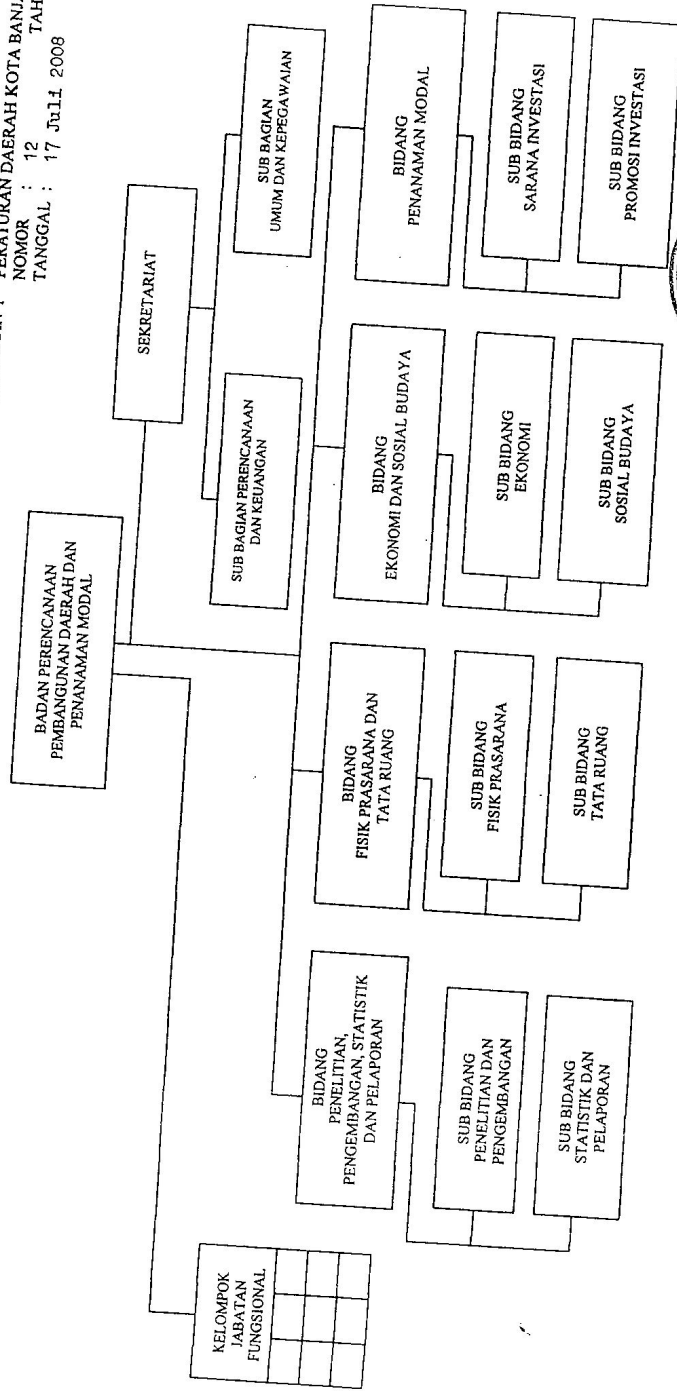 PERATURAN DAERAH KOTA
NOMOR : 12
TANGGAL : 17 Juli 2008
BADAN PERENCANAAN
PEMBANGUNAN DAERAH DAN
PENANAMAN MODAL
SEKRETARIAT
KELOMPOK
JABATAN
FUNGSIONAL
SUB BAGIAN PERENCANAAN
DAN KEUANGAN
SUB BAGIAN
UMUM DAN KEPEGAWAIAN
BIDANG
PENELITIAN,
PENGEMBANGAN, STATISTIK
DAN PELAPORAN
BIDANG
FISIK PRASARANA DAN
TATA RUANG
BIDANG
EKONOMI DAN SOSIAL BUDAYA
BIDANG
PENANAMAN MODAL
SUB BIDANG
PENELITIAN DAN
PENGEMBANGAN
SUB BIDANG
FISIK PRASARANA
SUB BIDANG
EKONOMI
SUB BIDANG
SARANA INVESTASI
SUB BIDANG
STATISTIK DAN
PELAPORAN
SUB BIDANG
TATA RUANG
SUB BIDANG
SOSIAL BUDAYA
SUB BIDANG
PROMOSI INVESTASI